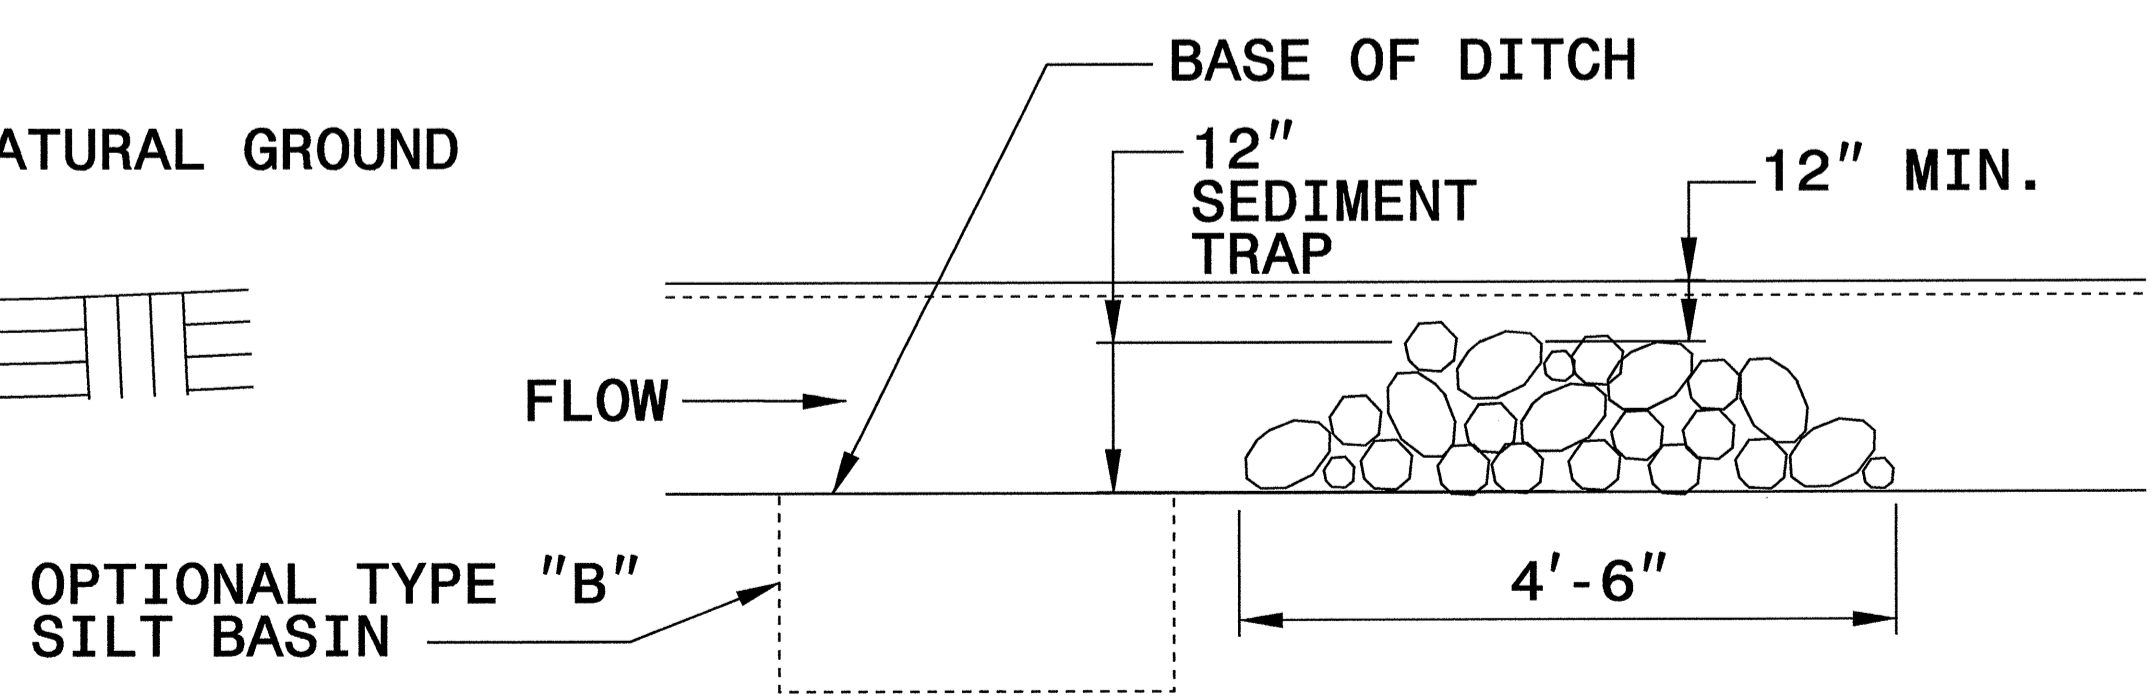 BASE OF DITCH
ATURAL GROUND
12"
SEDIMENT
TRAP
12" MIN.
FLOW
OPTIONAL TYPE "B"
SILT BASIN
4'-6"